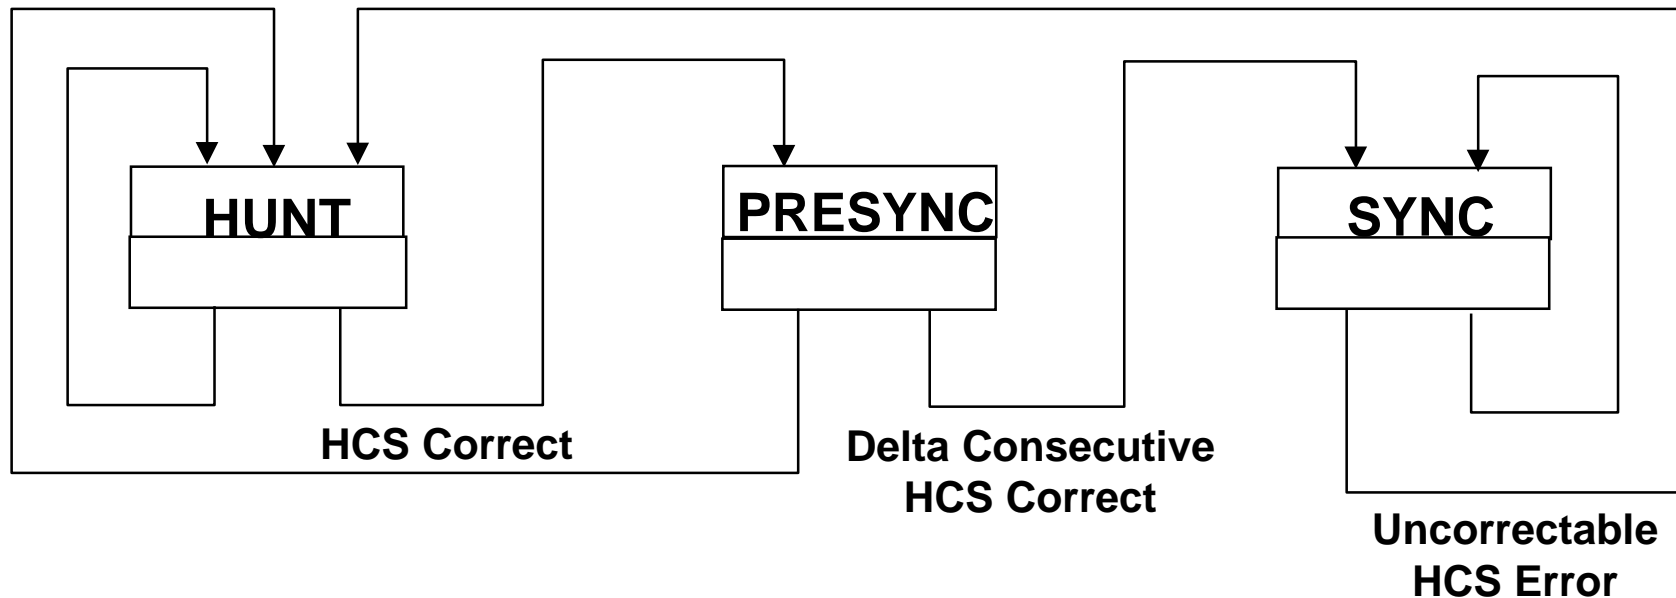 HUNT
PRESYNC
SYNC
HCS Correct
Delta Consecutive
HCS Correct
Uncorrectable
HCS Error